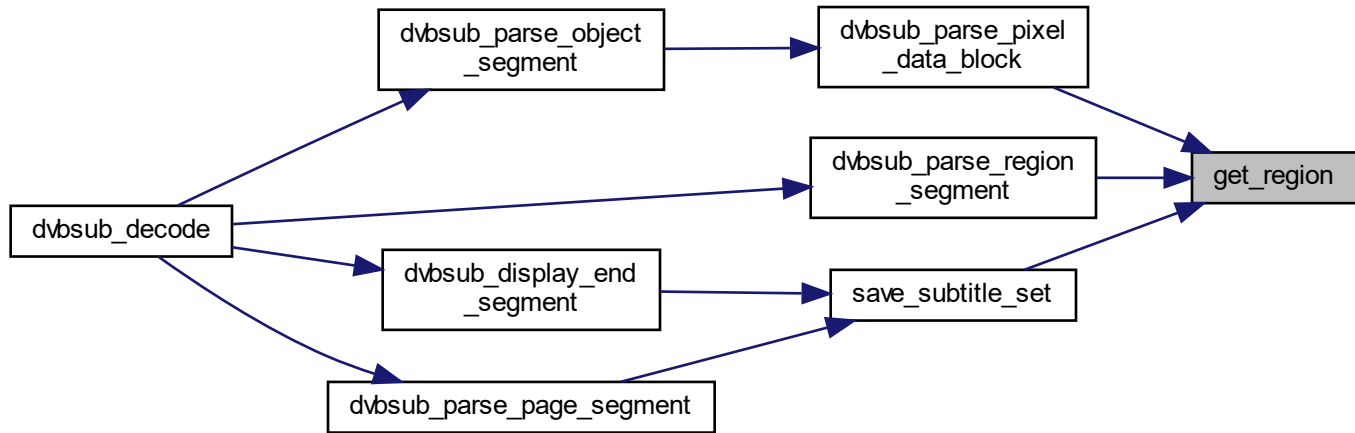 dvbsub_parse_object
_segment
dvbsub_parse_pixel
_data_block
dvbsub_parse_region
_segment
get_region
dvbsub_decode
dvbsub_display_end
_segment
save_subtitle_set
dvbsub_parse_page_segment